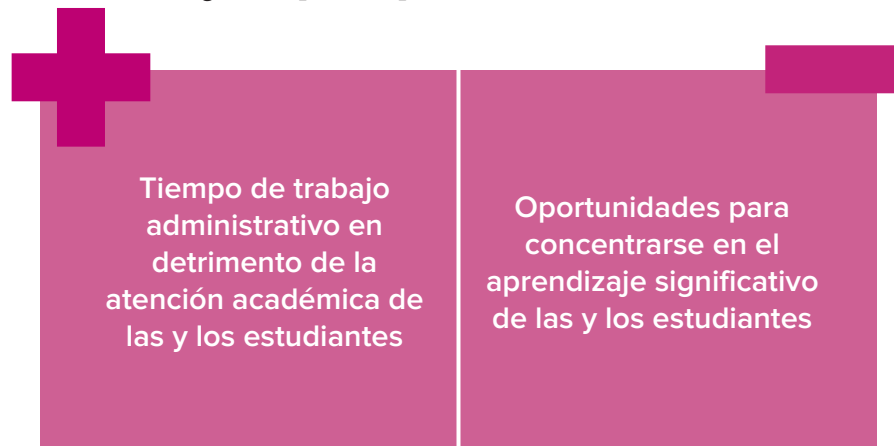 Tiempo de trabajo
administrativo en
detrimento de la
atención académica de
las y los estudiantes
Oportunidades para
concentrarse en el
aprendizaje significativo
de las y los estudiantes